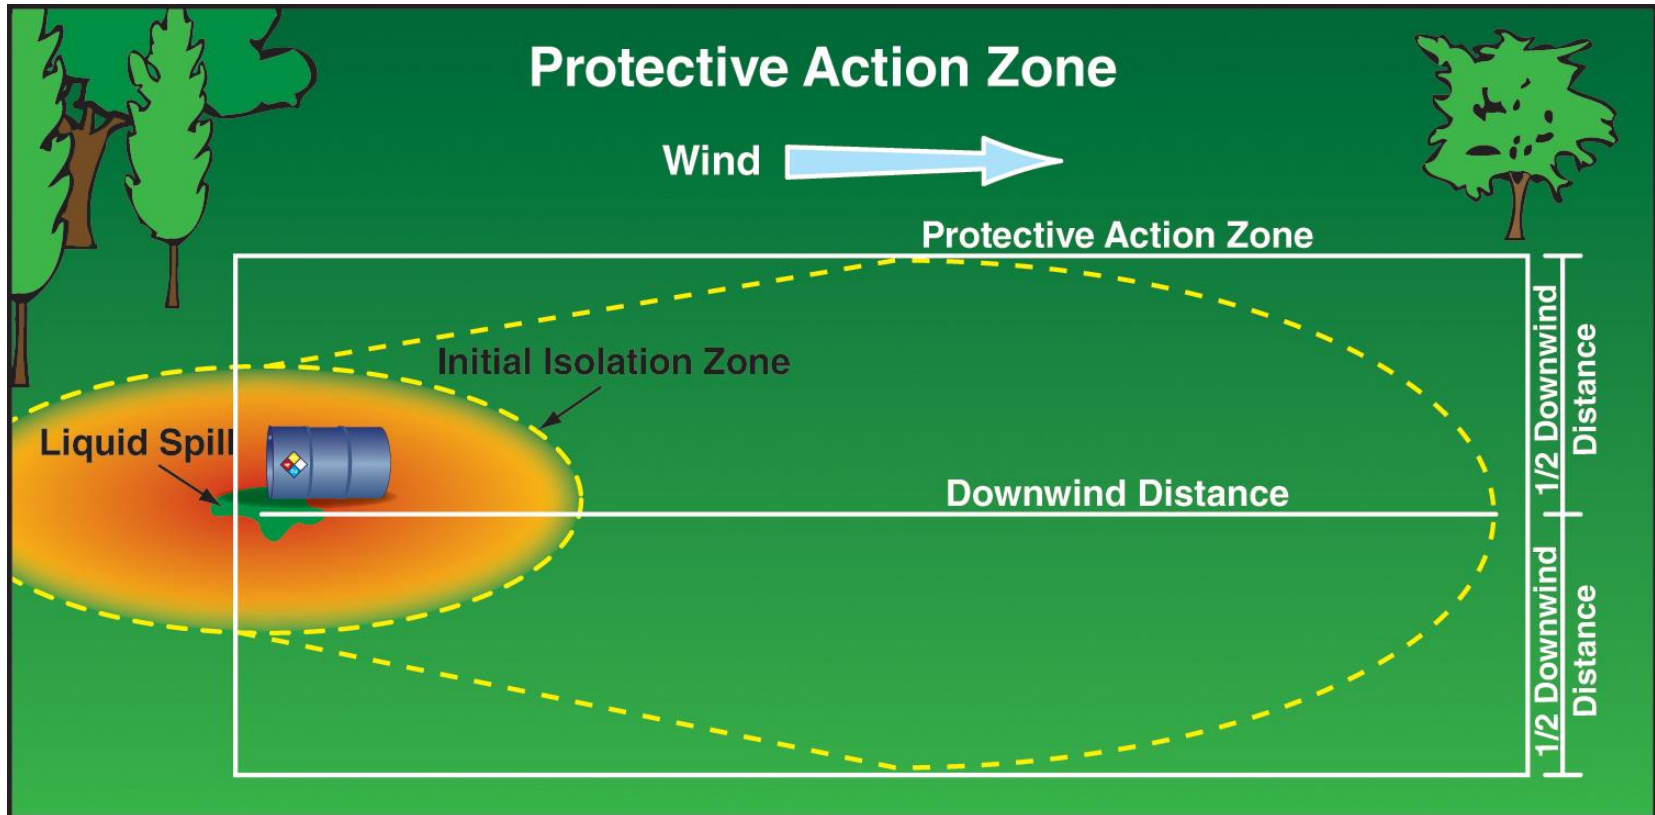 Protective Action Zone
Wind
Protective Action Zone
Initial Isolation Zone
Liquid Spill
Downwind Distance
1/2 Downwind
Distance
1/2 Downwind
Distance